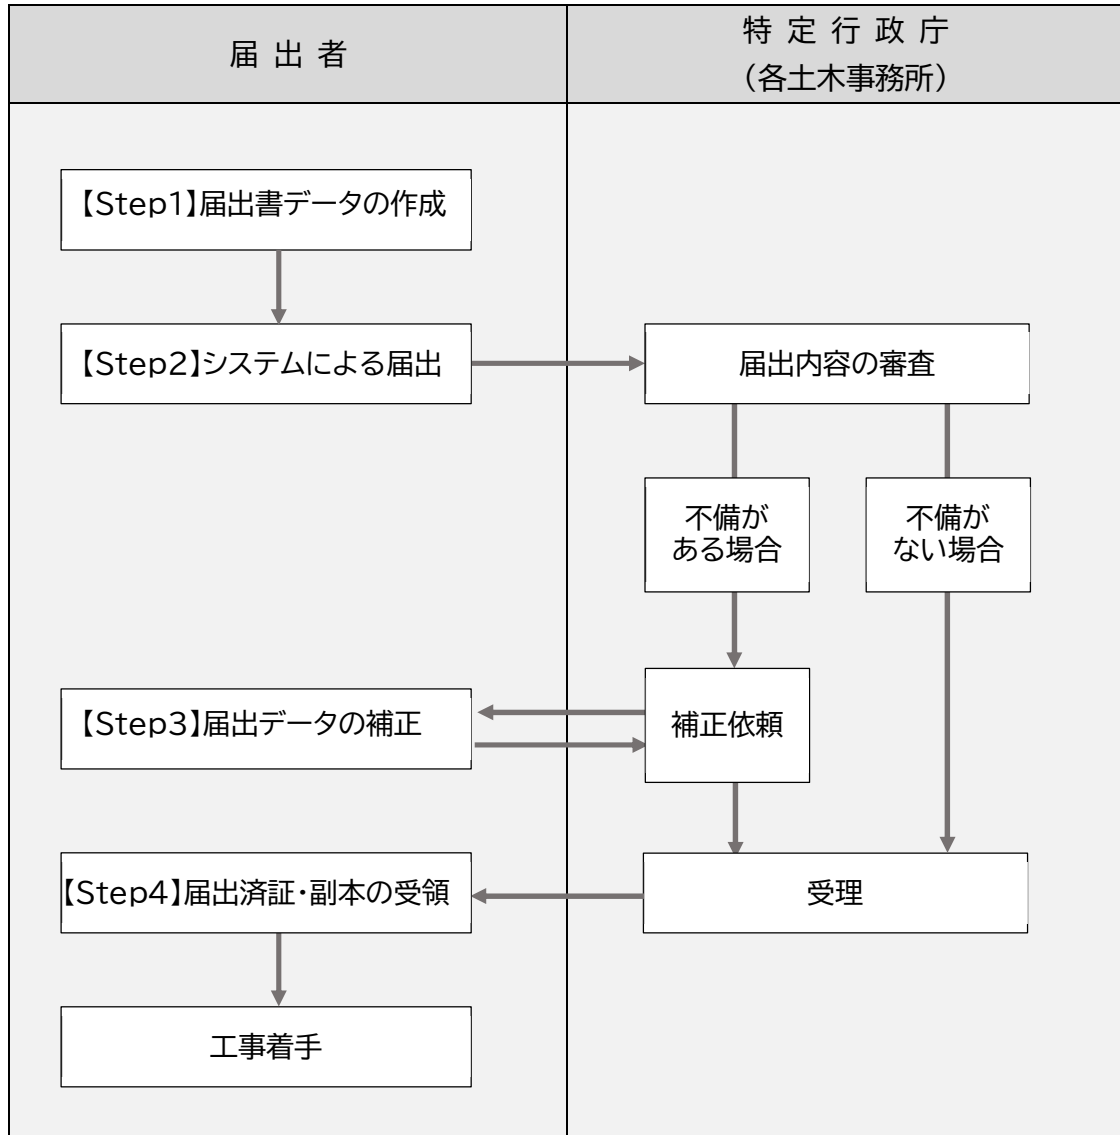 届 出 者
特 定 行 政 庁
（各土木事務所）
【Step1】届出書データの作成
【Step2】システムによる届出
届出内容の審査
不備が
ある場合
不備が
ない場合
【Step3】届出データの補正
補正依頼
【Step4】届出済証・副本の受領
受理
工事着手